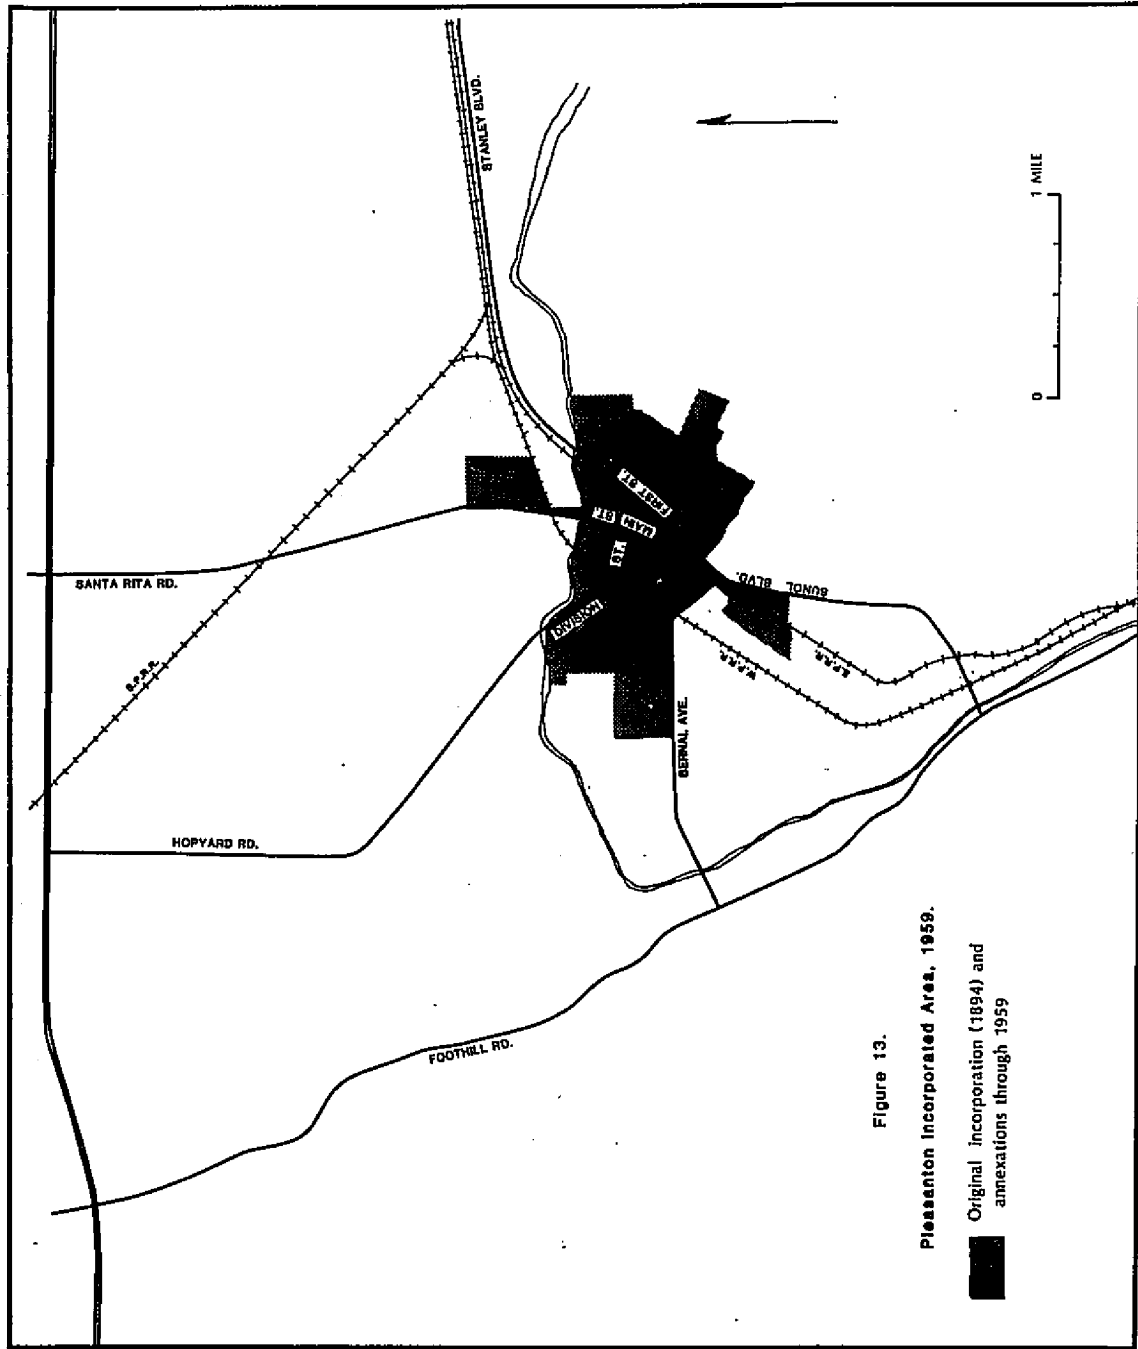 STANLEY BLVD.
SANTA RITA RD.
S.P.R.R.
HOPYARD RD.
FIRST ST.
MAIN ST.
DIVISION ST.
SUNOL BLVD.
BERNAL AVE.
W.P.R.R.
S.P.R.R.
FOOTHILL RD.
0 1 MILE
Figure 13.
Pleasanton Incorporated Area, 1959.
Original incorporation (1894) and
annexations through 1959